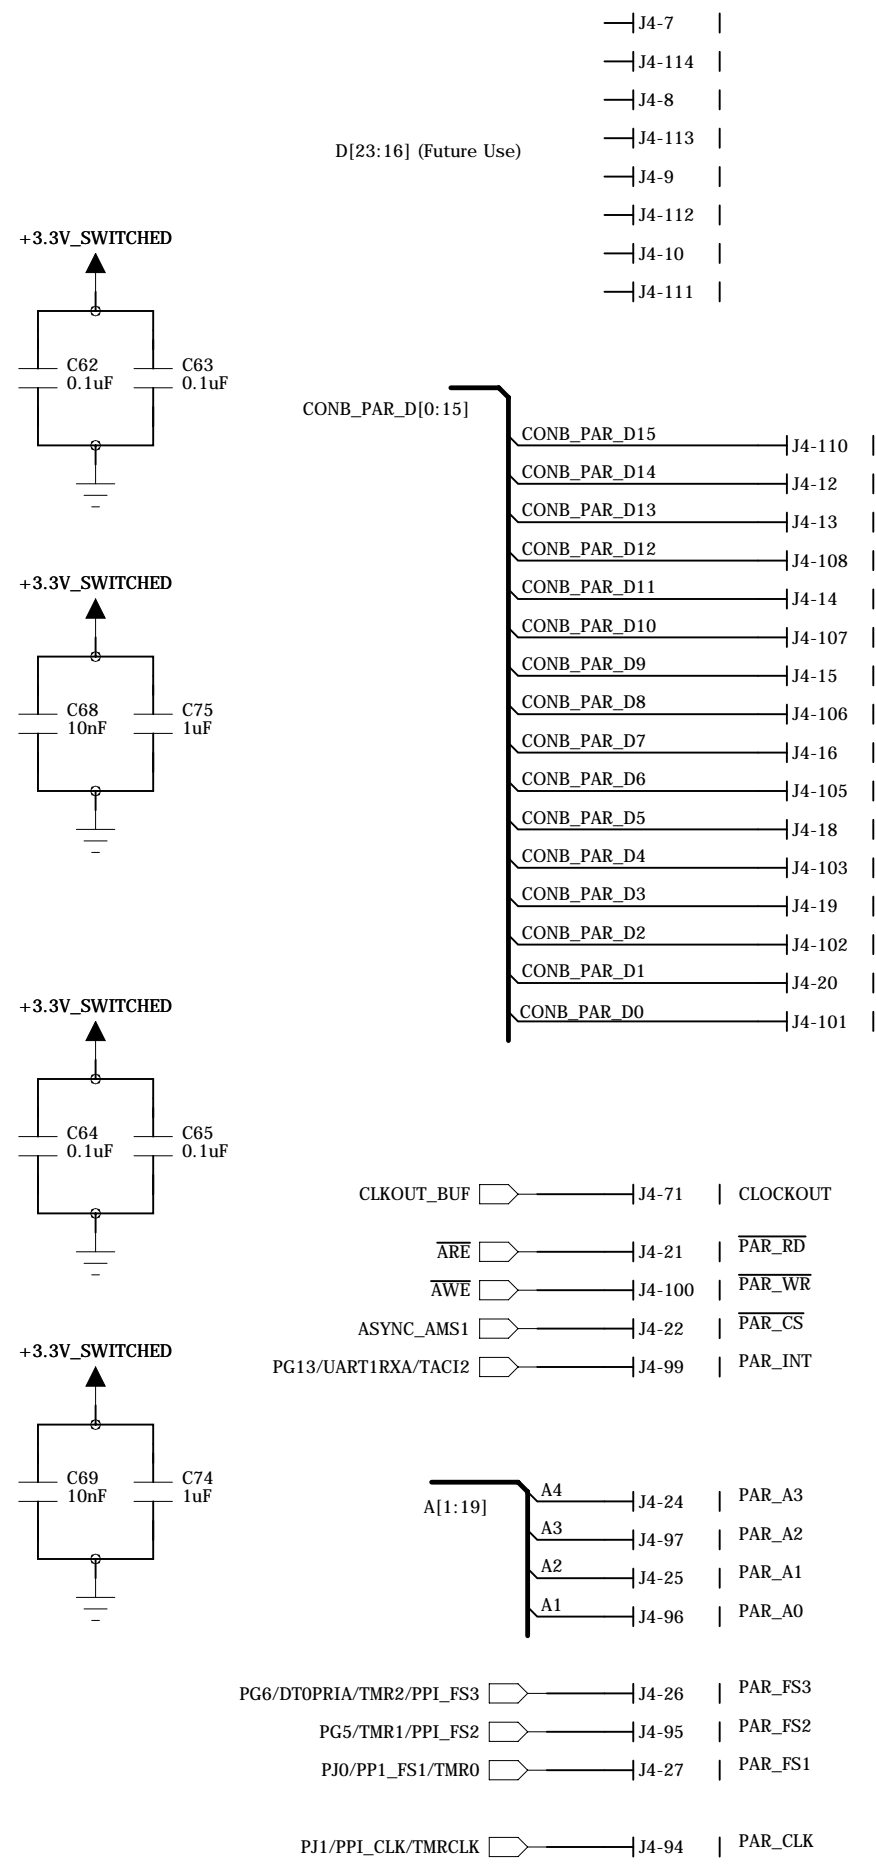 J4-7
J4-114
J4-8
J4-113
D[23:16] (Future Use)
J4-9
J4-112
J4-10
J4-111
+3.3V_SWITCHED
C62
0.1uF
C63
0.1uF
CONB_PAR_D[0:15]
CONB_PAR_D15 J4-110
CONB_PAR_D14 J4-12
CONB_PAR_D13 J4-13
CONB_PAR_D12 J4-108
CONB_PAR_D11 J4-14
CONB_PAR_D10 J4-107
CONB_PAR_D9 J4-15
CONB_PAR_D8 J4-106
CONB_PAR_D7 J4-16
CONB_PAR_D6 J4-105
CONB_PAR_D5 J4-18
CONB_PAR_D4 J4-103
CONB_PAR_D3 J4-19
CONB_PAR_D2 J4-102
CONB_PAR_D1 J4-20
CONB_PAR_D0 J4-101
+3.3V_SWITCHED
C68
10nF
C75
1uF
+3.3V_SWITCHED
C64
0.1uF
C65
0.1uF
CLKOUT_BUF J4-71 CLOCKOUT
ARE J4-21 PAR_RD
AWE J4-100 PAR_WR
ASYNC_AMS1 J4-22 PAR_CS
PG13/UART1RXA/TACI2 J4-99 PAR_INT
+3.3V_SWITCHED
C69
10nF
C74
1uF
A[1:19]
A4 J4-24 PAR_A3
A3 J4-97 PAR_A2
A2 J4-25 PAR_A1
A1 J4-96 PAR_A0
PG6/DT0PRIA/TMR2/PPI_FS3 J4-26 PAR_FS3
PG5/TMR1/PPI_FS2 J4-95 PAR_FS2
PJ0/PP1_FS1/TMR0 J4-27 PAR_FS1
PJ1/PPI_CLK/TMRCLK J4-94 PAR_CLK